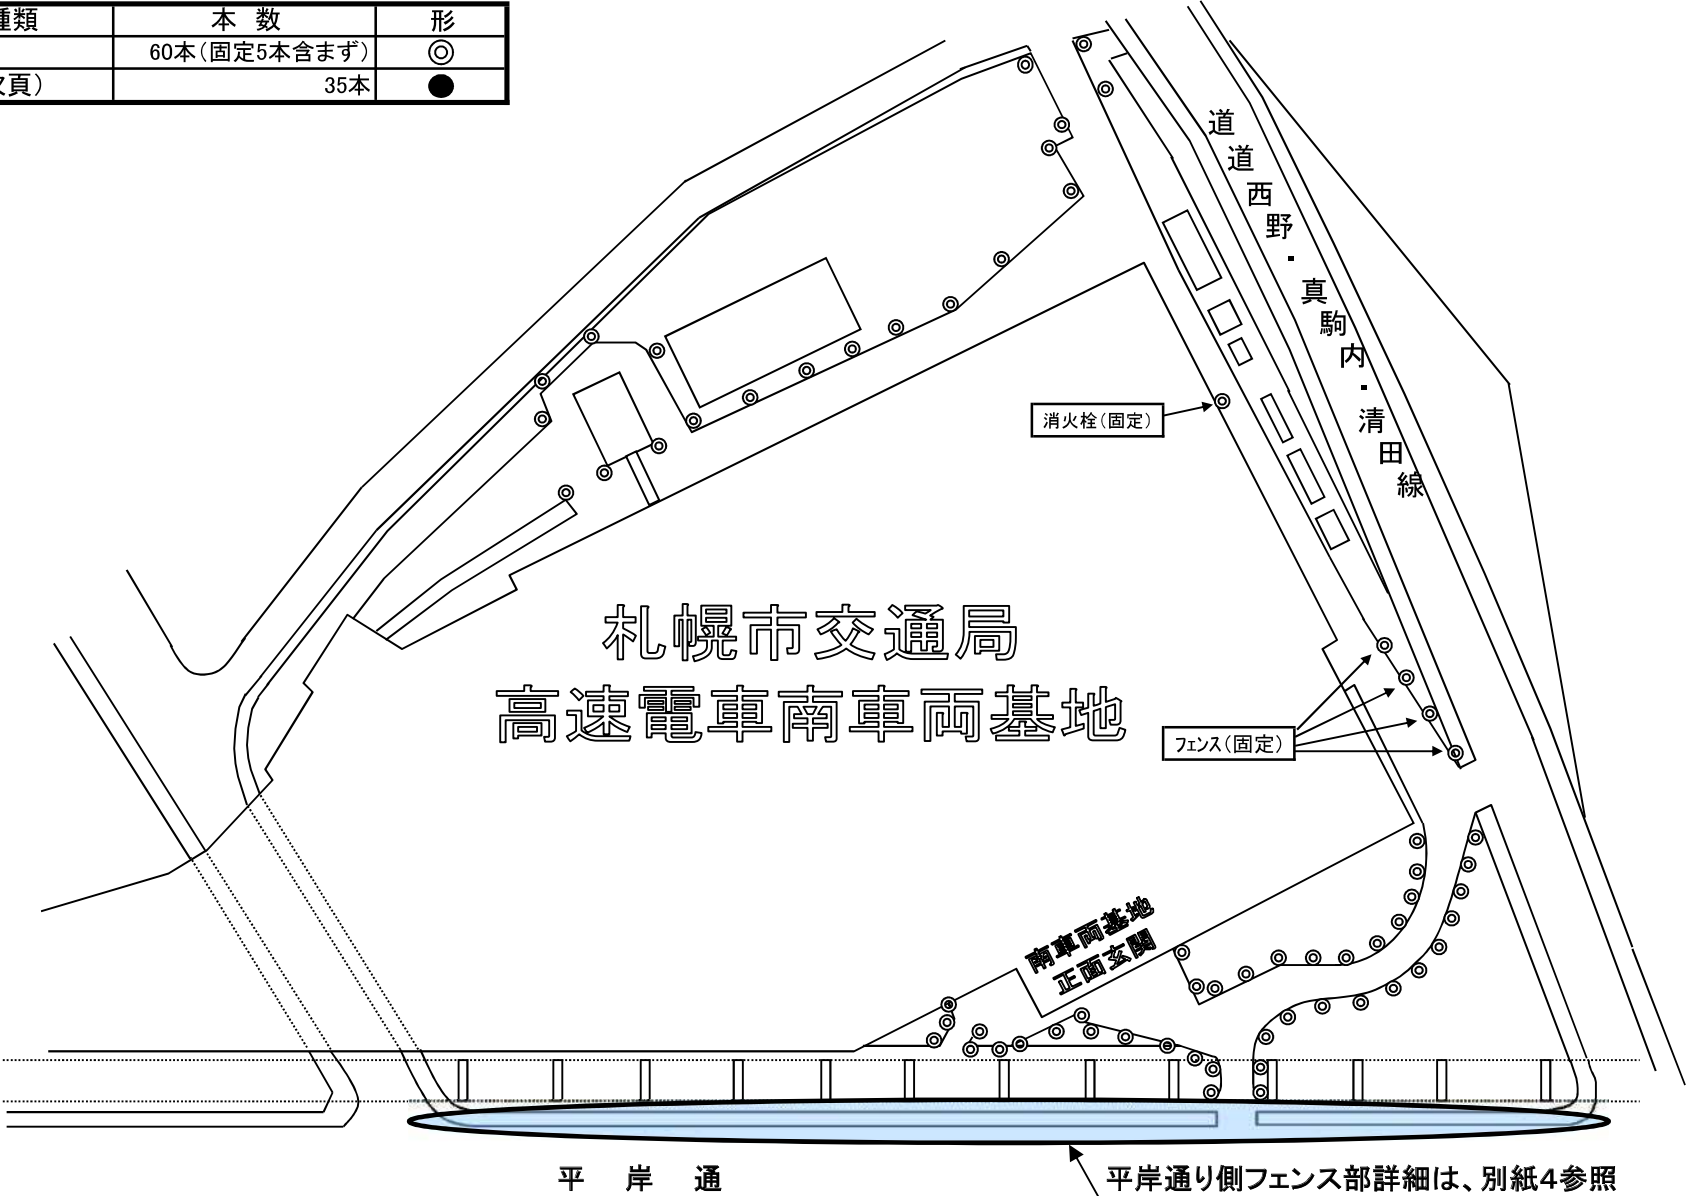 種類 本 数 形
60本(固定5本含まず) ◎
次頁) 35本 ●
道道西野・真駒内・清田線
消火栓(固定)
札幌市交通局
高速電車南車両基地
フェンス(固定)
南車両基地
正面玄関
平 岸 通
平岸通り側フェンス部詳細は、別紙4参照